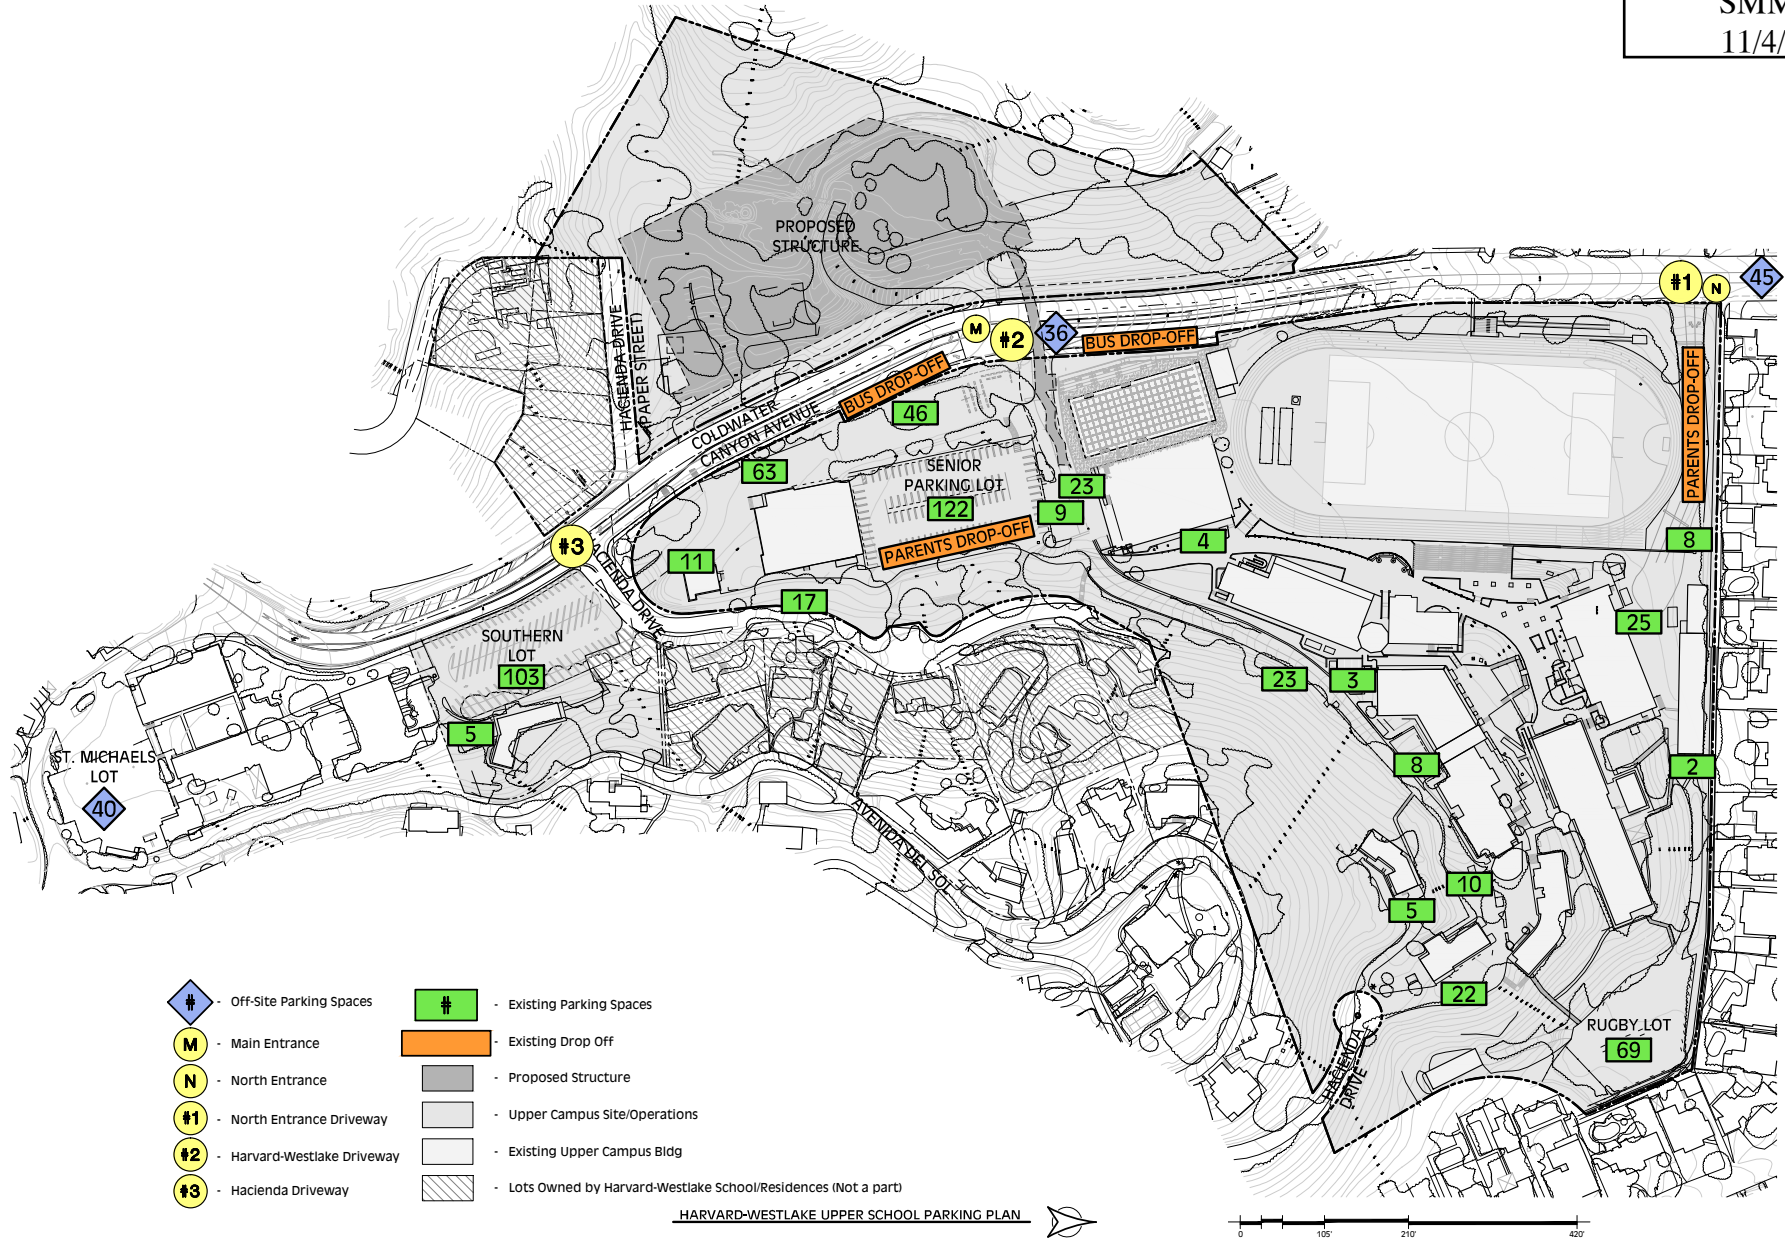 SMM
11/4/
PROPOSED
STRUCTURE
HACIENDA DRIVE
(PAPER STREET)
COLDWATER
CANYON AVENUE
BUS DROP-OFF
M
#2
36
BUS DROP-OFF
#1
N
45
PARENTS DROP-OFF
46
63
SENIOR
PARKING LOT
122
23
9
PARENTS DROP-OFF
4
8
#3
HACIENDA DRIVE
11
17
25
SOUTHERN
LOT
103
5
23
3
ST. MICHAELS
LOT
40
8
2
AVENIDA DEL SOL
10
5
22
RUGBY LOT
69
HACIENDA
DRIVE
# - Off-Site Parking Spaces
M - Main Entrance
N - North Entrance
#1 - North Entrance Driveway
#2 - Harvard-Westlake Driveway
#3 - Hacienda Driveway
# - Existing Parking Spaces
- Existing Drop Off
- Proposed Structure
- Upper Campus Site/Operations
- Existing Upper Campus Bldg
- Lots Owned by Harvard-Westlake School/Residences (Not a part)
HARVARD-WESTLAKE UPPER SCHOOL PARKING PLAN
0 105' 210' 420'